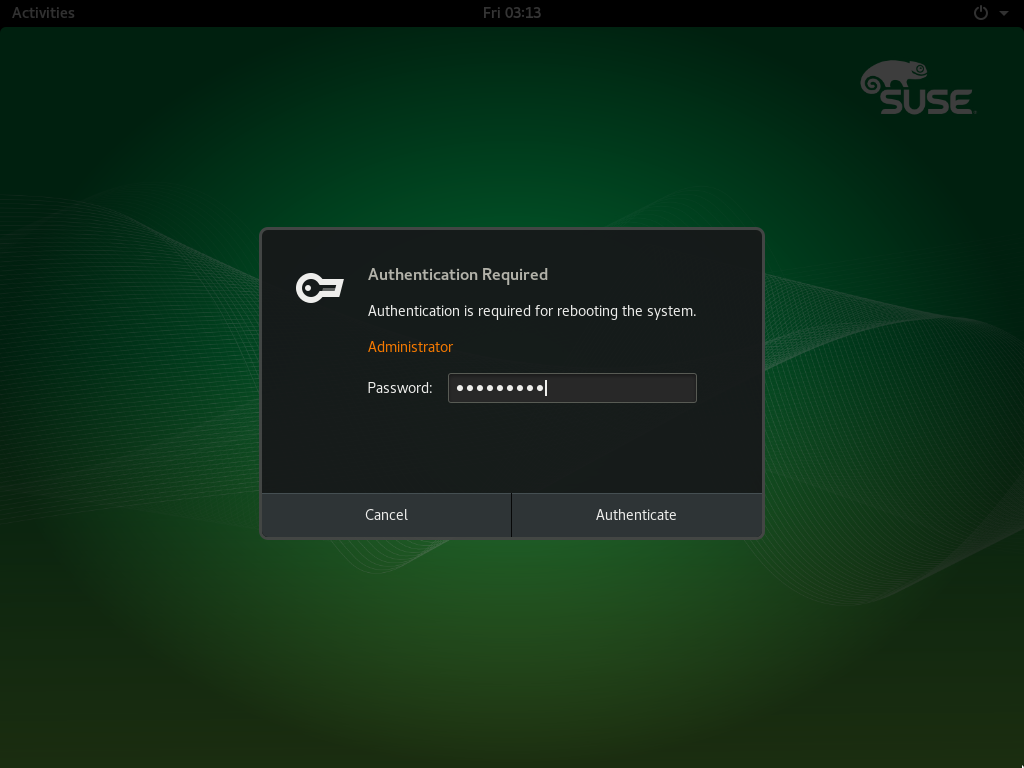 Activities
Fri 03:13
SUSE
Authentication Required
Authentication is required for rebooting the system.
Administrator
Password: ●●●●●●●●●
Cancel
Authenticate